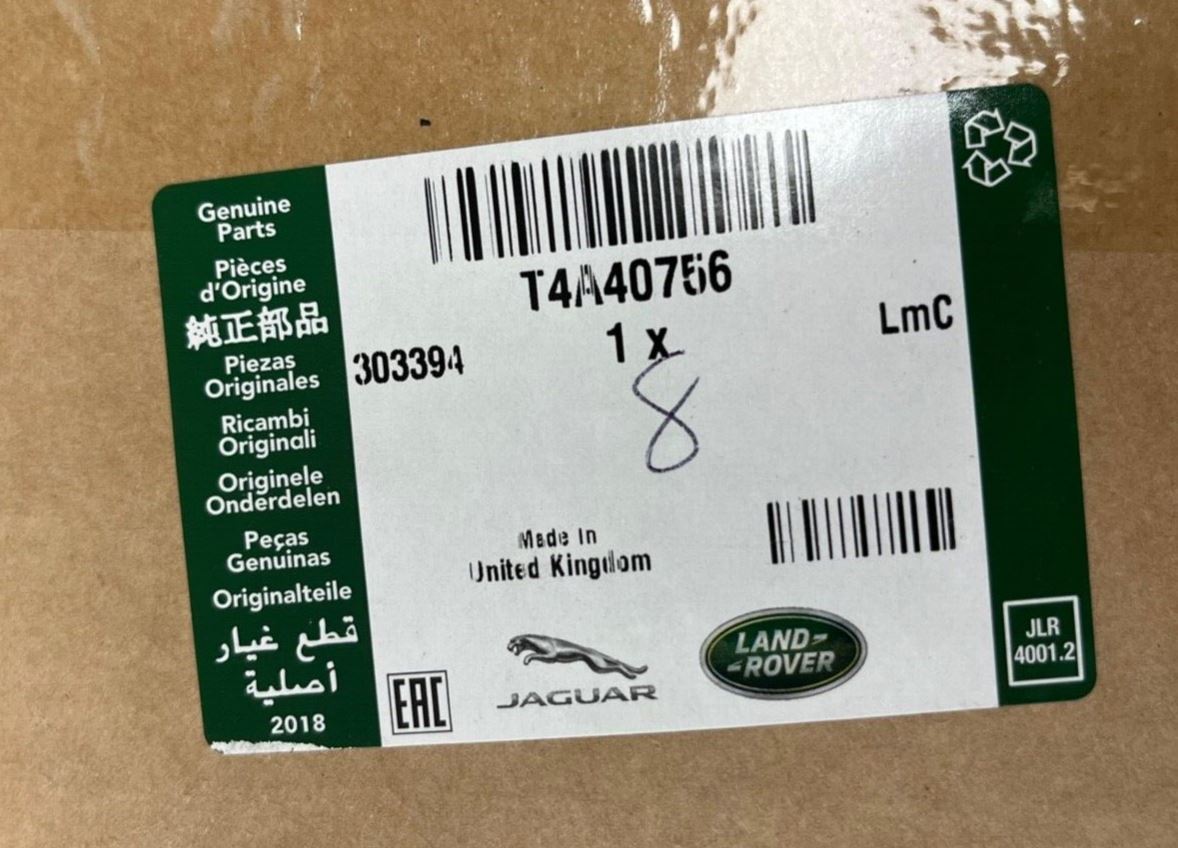 Genuine
Parts
Pièces
d'Origine
純正部品
Piezas
Originales
Ricambi
Originali
Originele
Onderdelen
Peças
Genuinas
Originalteile
قطع غيار
أصلية
2018
T4A40756
1 x
LmC
303394
8
Made In
United Kingdom
EAC
JAGUAR
LAND-
-ROVER
JLR
4001.2